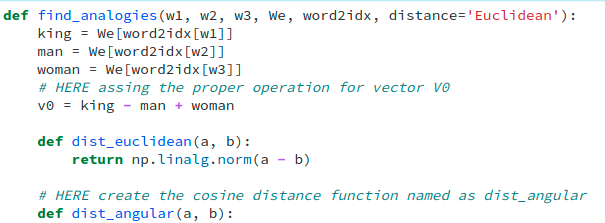 def find_analogies(w1, w2, w3, We, word2idx, distance='Euclidean'):
    king = We[word2idx[w1]]
    man = We[word2idx[w2]]
    woman = We[word2idx[w3]]
    # HERE assing the proper operation for vector V0
    v0 = king - man + woman

    def dist_euclidean(a, b):
        return np.linalg.norm(a - b)

    # HERE create the cosine distance function named as dist_angular
    def dist_angular(a, b):